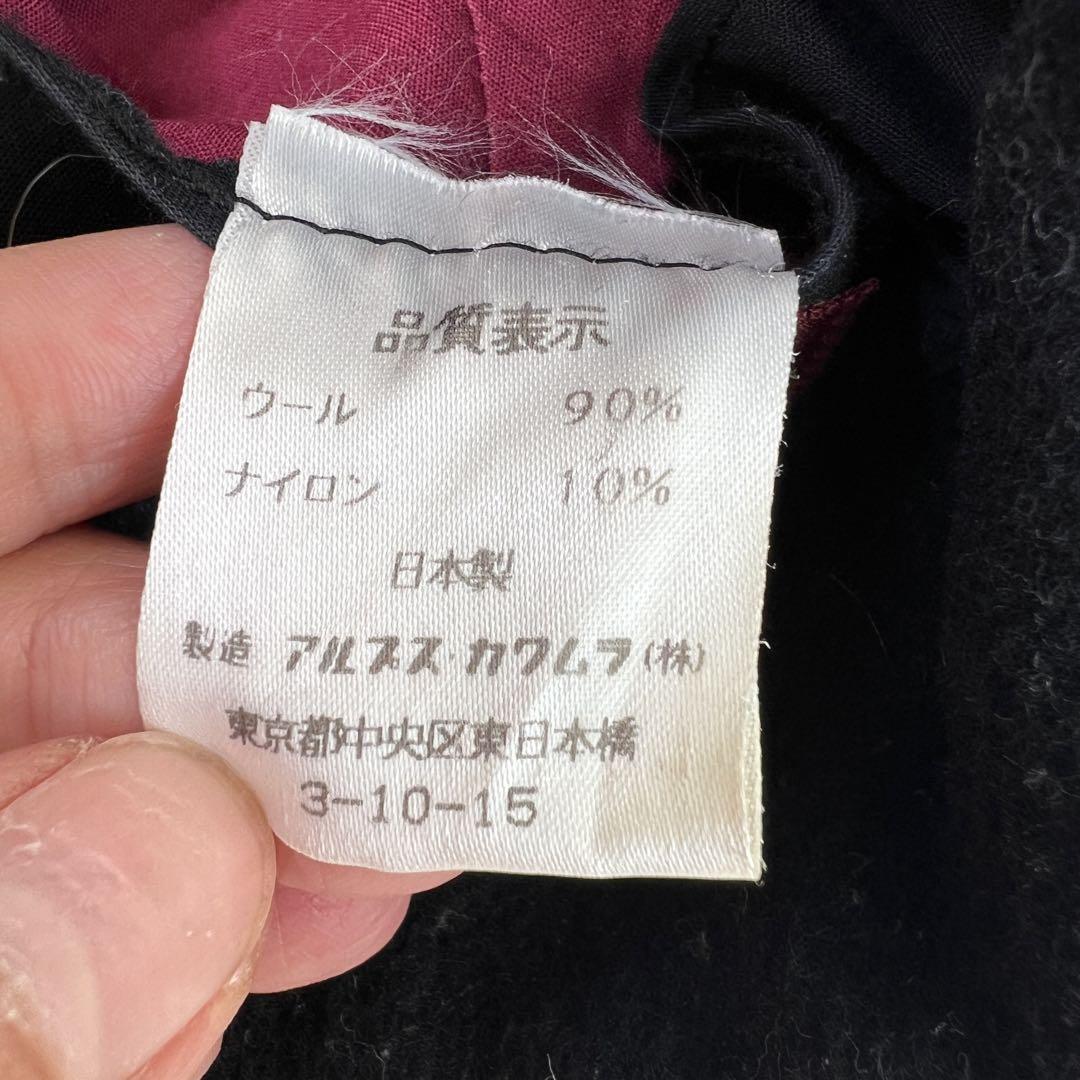 品質表示
ウール 90%
ナイロン 10%
日本製
製造 アルプス・カワムラ(株)
東京都中央区東日本橋
3-10-15